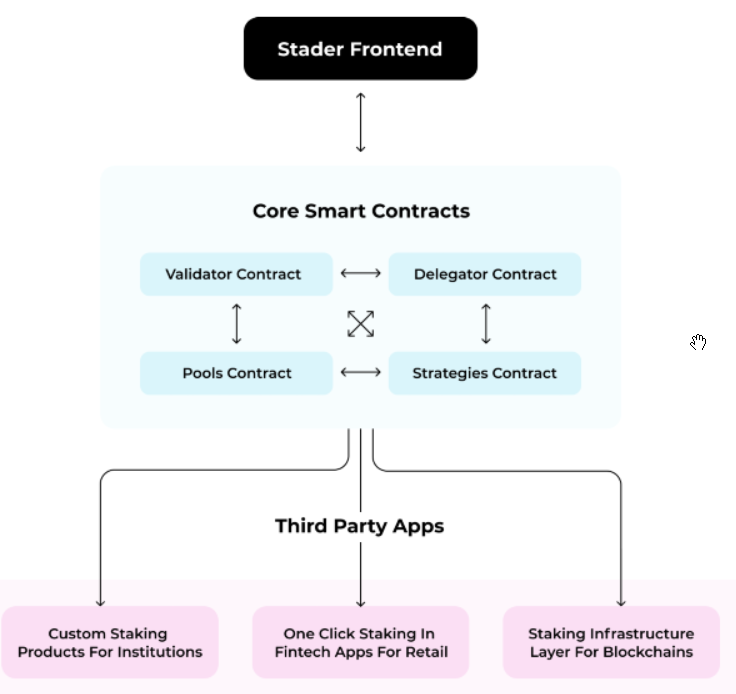 Stader Frontend
Core Smart Contracts
Validator Contract
Delegator Contract
Pools Contract
Strategies Contract
Third Party Apps
Custom Staking
Products For Institutions
One Click Staking In
Fintech Apps For Retail
Staking Infrastructure
Layer For Blockchains